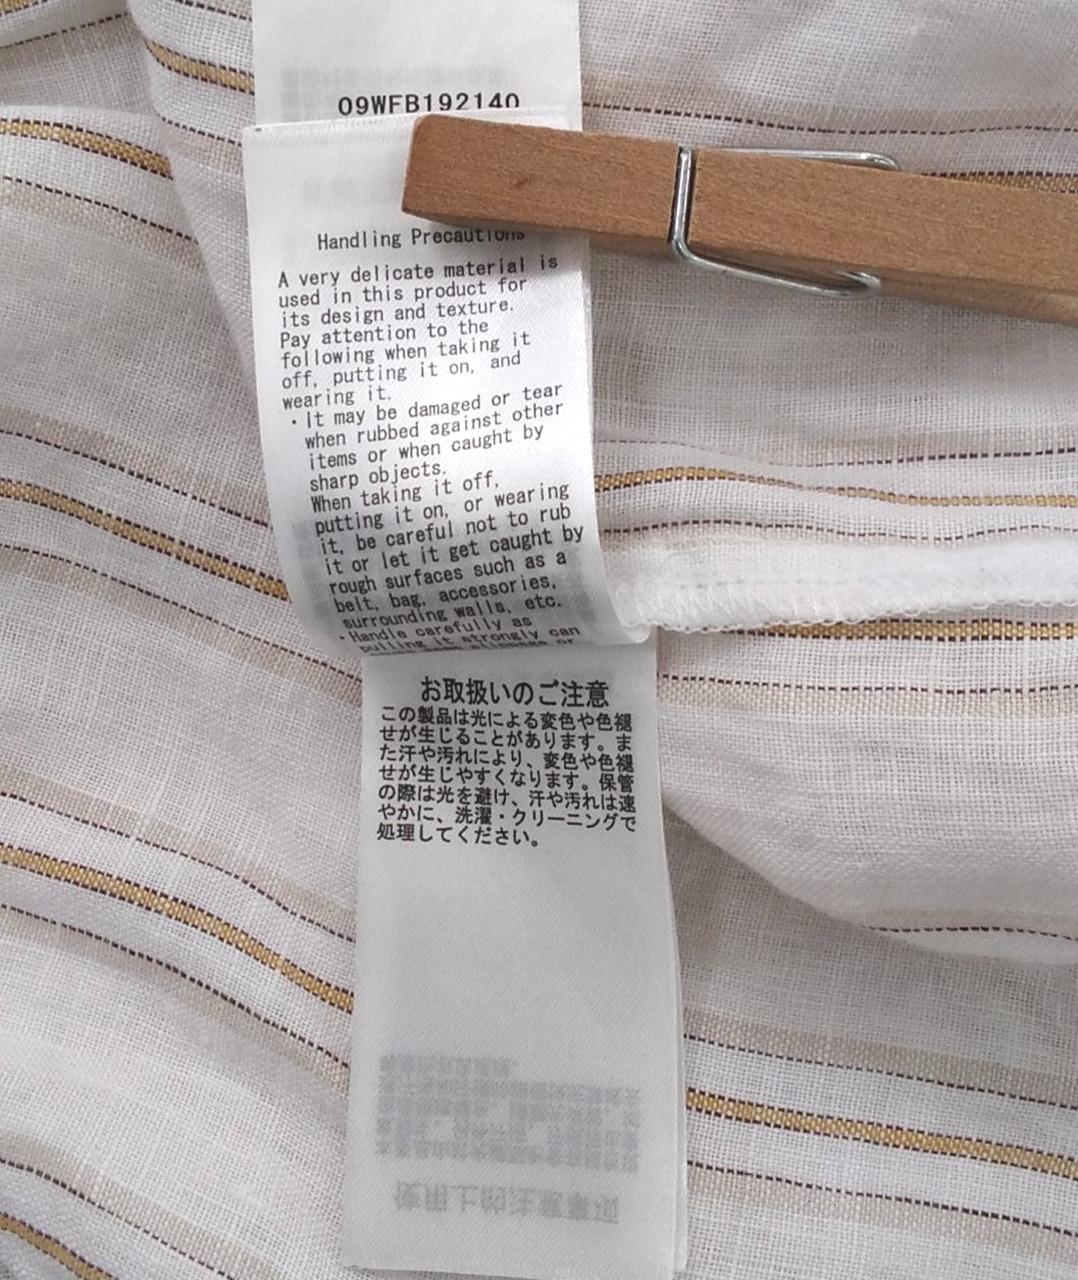 09WFB192140
Handling Precautions
A very delicate material is
used in this product for
its design and texture.
Pay attention to the
following when taking it
off, putting it on, and
wearing it.
・It may be damaged or tear
when rubbed against other
items or when caught by
sharp objects.
When taking it off,
putting it on, or wearing
it, be careful not to rub
it or let it get caught by
rough surfaces such as a
belt, bag, accessories,
surrounding walls, etc.
・Handle carefully as
pulling it strongly can
お取扱いのご注意
この製品は光による変色や色褪
せが生じることがあります。ま
た汗や汚れにより、変色や色褪
せが生じやすくなります。保管
の際は光を避け、汗や汚れは速
やかに、洗濯・クリーニングで
処理してください。